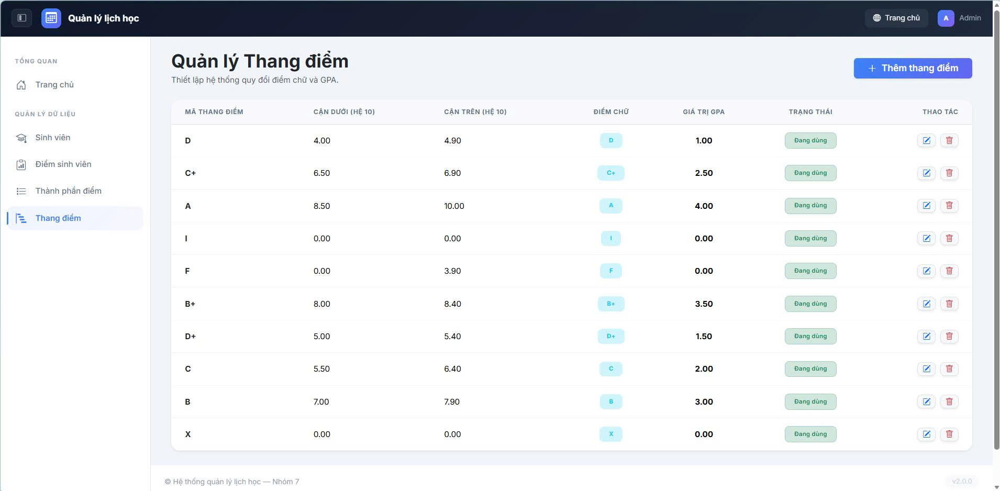 Quản lý lịch học
Trang chủ
A
Admin
TỔNG QUAN
Trang chủ
QUẢN LÝ DỮ LIỆU
Sinh viên
Điểm sinh viên
Thành phần điểm
Thang điểm
Quản lý Thang điểm
Thiết lập hệ thống quy đổi điểm chữ và GPA.
+ Thêm thang điểm
MÃ THANG ĐIỂM CẬN DƯỚI (HỆ 10) CẬN TRÊN (HỆ 10) ĐIỂM CHỮ GIÁ TRỊ GPA TRẠNG THÁI THAO TÁC
D 4.00 4.90 D 1.00 Đang dùng
C+ 6.50 6.90 C+ 2.50 Đang dùng
A 8.50 10.00 A 4.00 Đang dùng
I 0.00 0.00 I 0.00 Đang dùng
F 0.00 3.90 F 0.00 Đang dùng
B+ 8.00 8.40 B+ 3.50 Đang dùng
D+ 5.00 5.40 D+ 1.50 Đang dùng
C 5.50 6.40 C 2.00 Đang dùng
B 7.00 7.90 B 3.00 Đang dùng
X 0.00 0.00 X 0.00 Đang dùng
© Hệ thống quản lý lịch học — Nhóm 7
v2.0.0